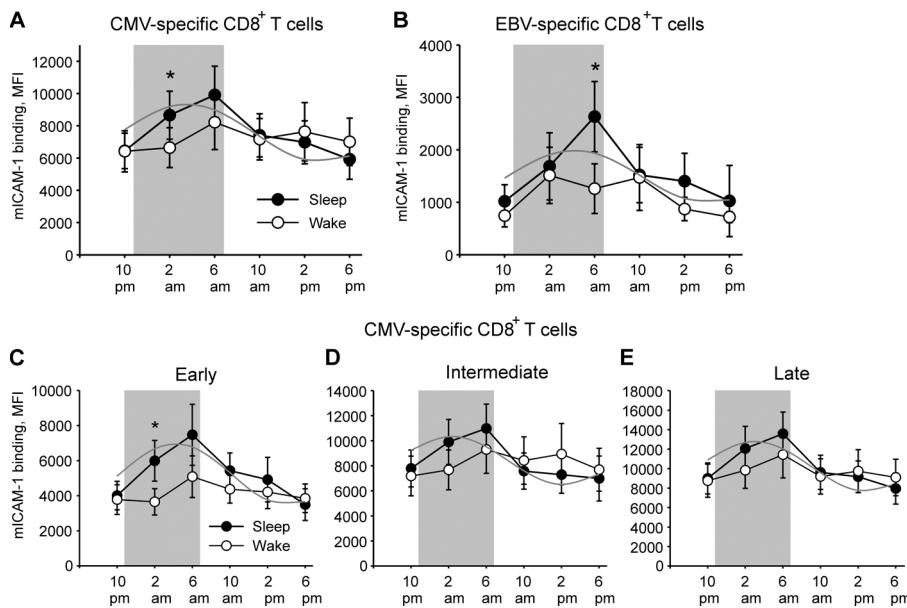 A
CMV-specific CD8+ T cells
mICAM-1 binding, MFI
12000
10000
8000
6000
4000
2000
0
*
Sleep
Wake
10 pm
2 am
6 am
10 am
2 pm
6 pm
B
EBV-specific CD8+ T cells
mICAM-1 binding, MFI
4000
3000
2000
1000
0
*
10 pm
2 am
6 am
10 am
2 pm
6 pm
CMV-specific CD8+ T cells
C
Early
mICAM-1 binding, MFI
10000
8000
6000
4000
2000
0
*
Sleep
Wake
10 pm
2 am
6 am
10 am
2 pm
6 pm
D
Intermediate
14000
12000
10000
8000
6000
4000
2000
0
10 pm
2 am
6 am
10 am
2 pm
6 pm
E
Late
18000
16000
14000
12000
10000
8000
6000
4000
2000
0
10 pm
2 am
6 am
10 am
2 pm
6 pm